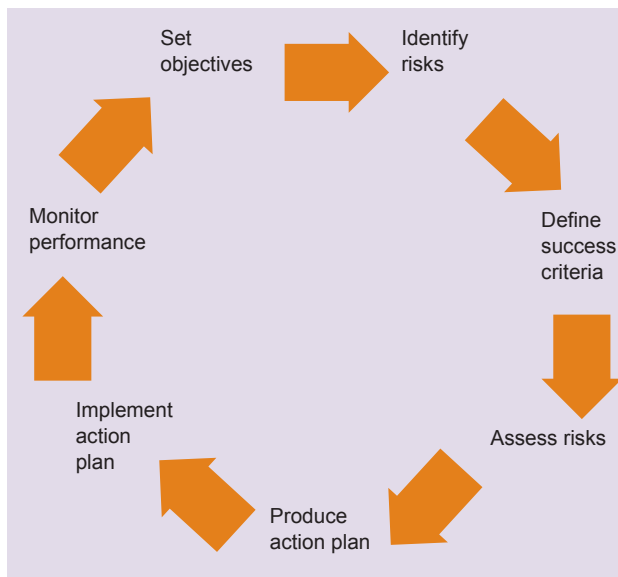 Set
objectives
Identify
risks
Define
success
criteria
Assess risks
Produce
action plan
Implement
action
plan
Monitor
performance